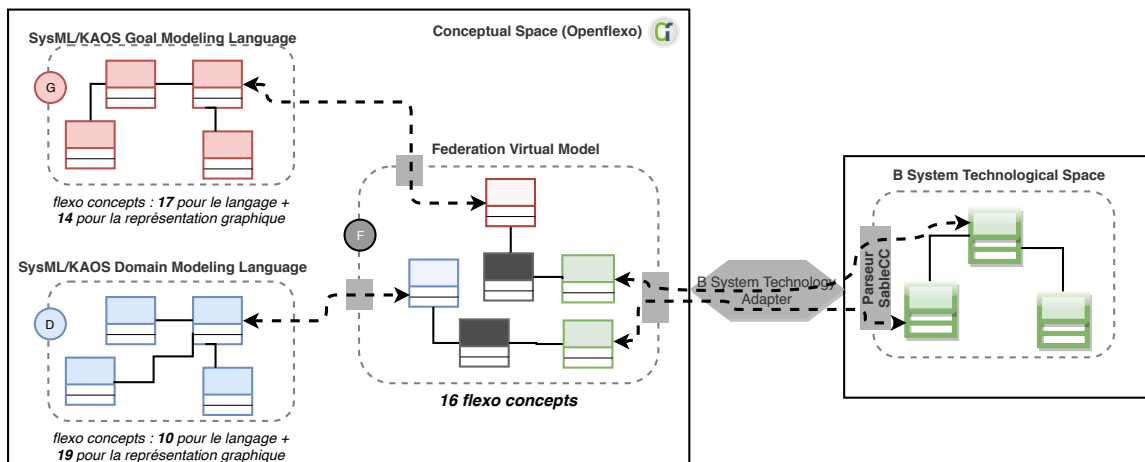 SysML/KAOS Goal Modeling Language
Conceptual Space (Openflexo)
G
flexo concepts : 17 pour le langage +
14 pour la représentation graphique
Federation Virtual Model
F
16 flexo concepts
SysML/KAOS Domain Modeling Language
D
flexo concepts : 10 pour le langage +
19 pour la représentation graphique
B System Technology
Adapter
B System Technological Space
Parseur
SableCC